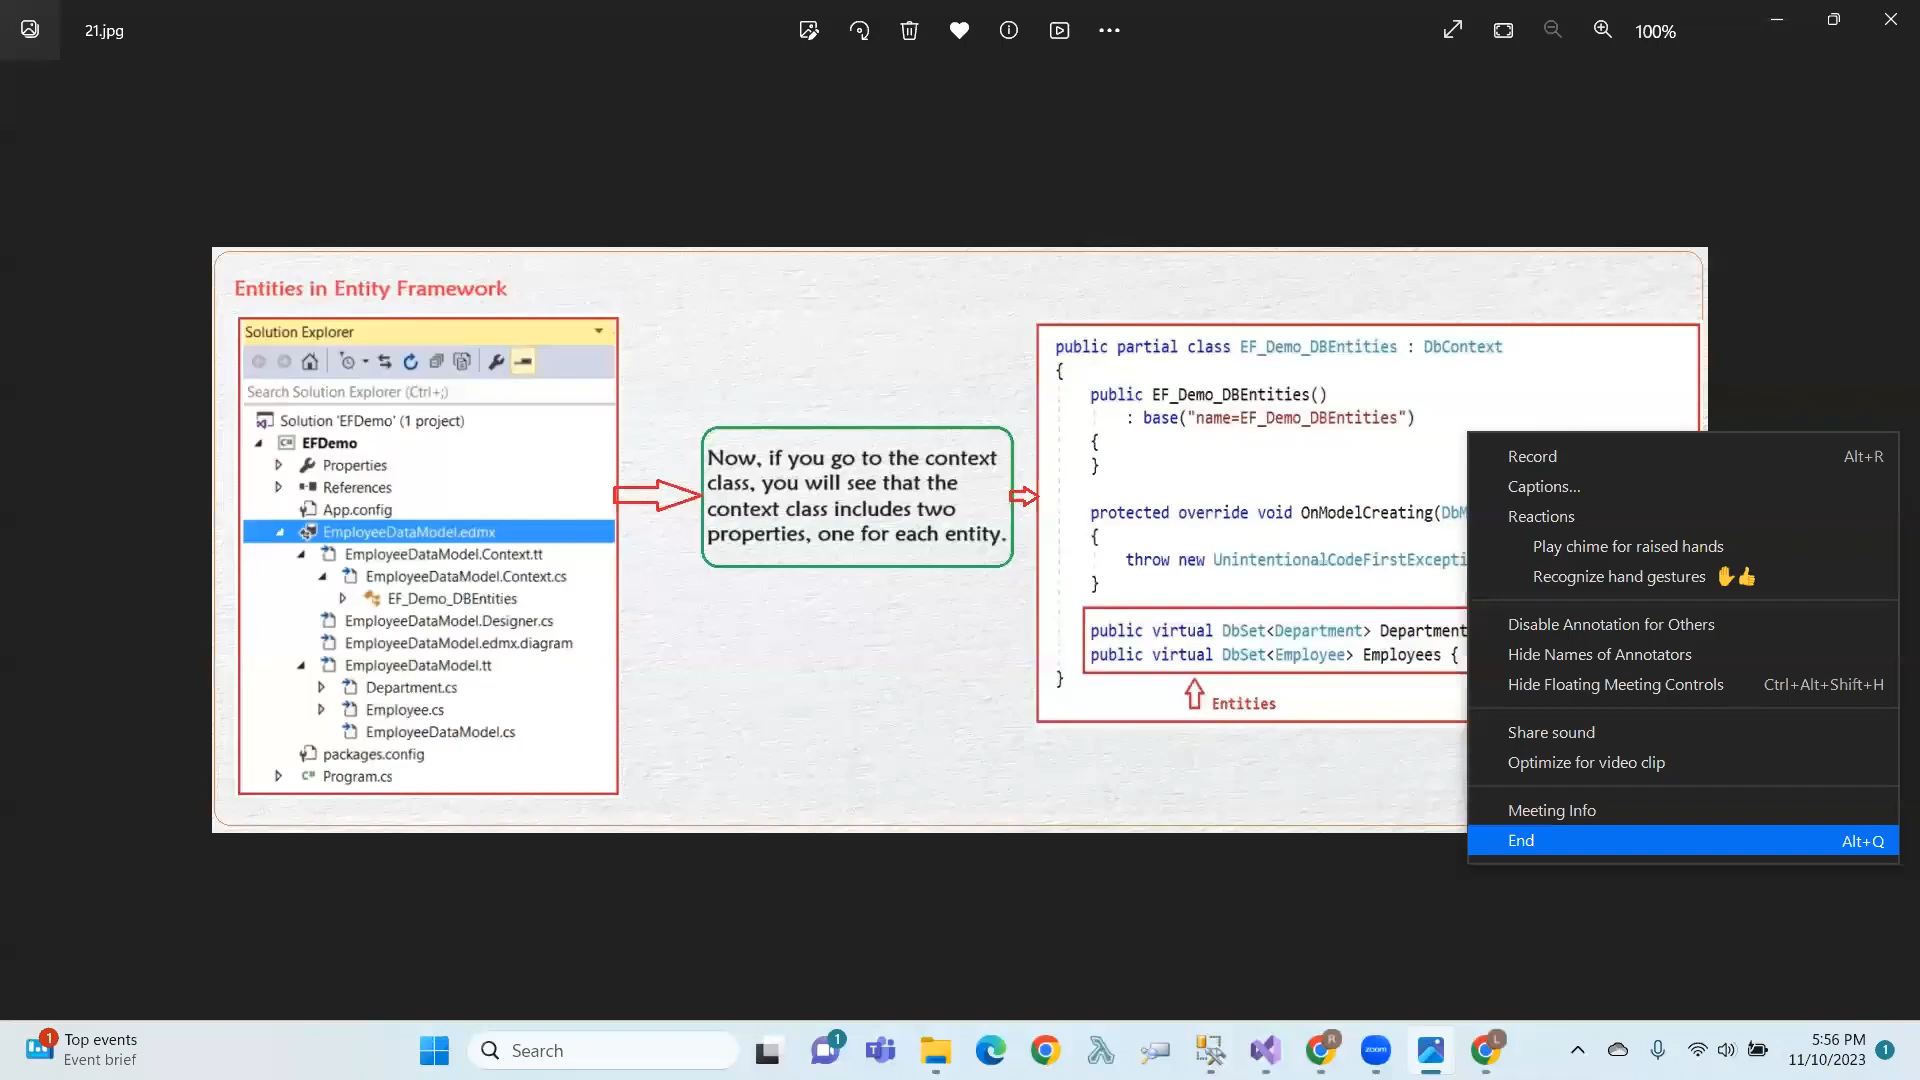 21.jpg
100%
Entities in Entity Framework
Solution Explorer
Search Solution Explorer (Ctrl+;)
Solution 'EFDemo' (1 project)
EFDemo
Properties
References
App.config
EmployeeDataModel.edmx
EmployeeDataModel.Context.tt
EmployeeDataModel.Context.cs
EF_Demo_DBEntities
EmployeeDataModel.Designer.cs
EmployeeDataModel.edmx.diagram
EmployeeDataModel.tt
Department.cs
Employee.cs
EmployeeDataModel.cs
packages.config
Program.cs
Now, if you go to the context
class, you will see that the
context class includes two
properties, one for each entity.
public partial class EF_Demo_DBEntities : DbContext
{
public EF_Demo_DBEntities()
: base("name=EF_Demo_DBEntities")
{
}
protected override void OnModelCreating(DbM
{
throw new UnintentionalCodeFirstExcepti
}
public virtual DbSet<Department> Department
public virtual DbSet<Employee> Employees {
}
Entities
Record Alt+R
Captions...
Reactions
Play chime for raised hands
Recognize hand gestures
Disable Annotation for Others
Hide Names of Annotators
Hide Floating Meeting Controls Ctrl+Alt+Shift+H
Share sound
Optimize for video clip
Meeting Info
End Alt+Q
1 Top events
Event brief
Search
1
R
zoom
L
5:56 PM
11/10/2023
1